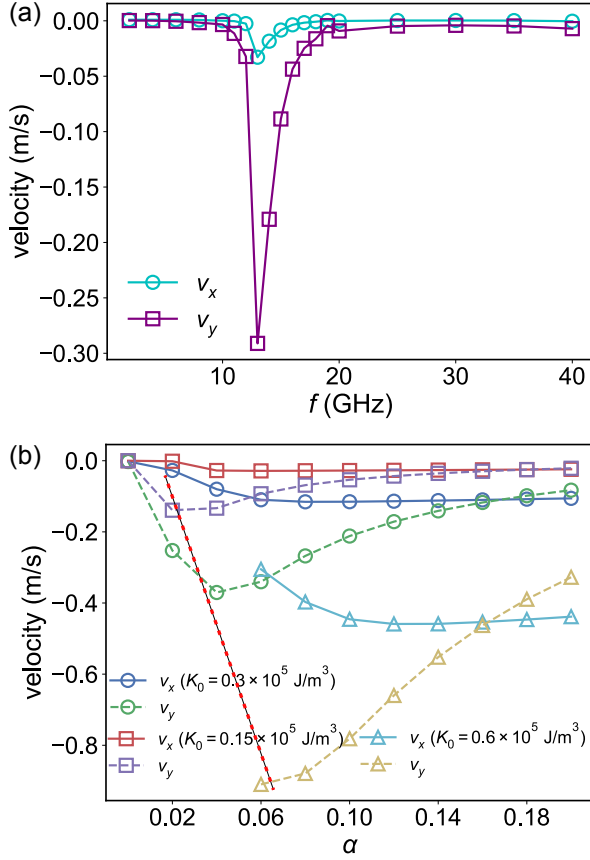 (a)
0.00
−0.05
−0.10
−0.15
−0.20
−0.25
−0.30
velocity (m/s)
v_x
v_y
10 20 30 40
f (GHz)
(b)
0.0
−0.2
−0.4
−0.6
−0.8
velocity (m/s)
v_x (K_0 = 0.3 × 10^5 J/m^3)
v_y
v_x (K_0 = 0.15 × 10^5 J/m^3)
v_y
v_x (K_0 = 0.6 × 10^5 J/m^3)
v_y
0.02 0.06 0.10 0.14 0.18
α